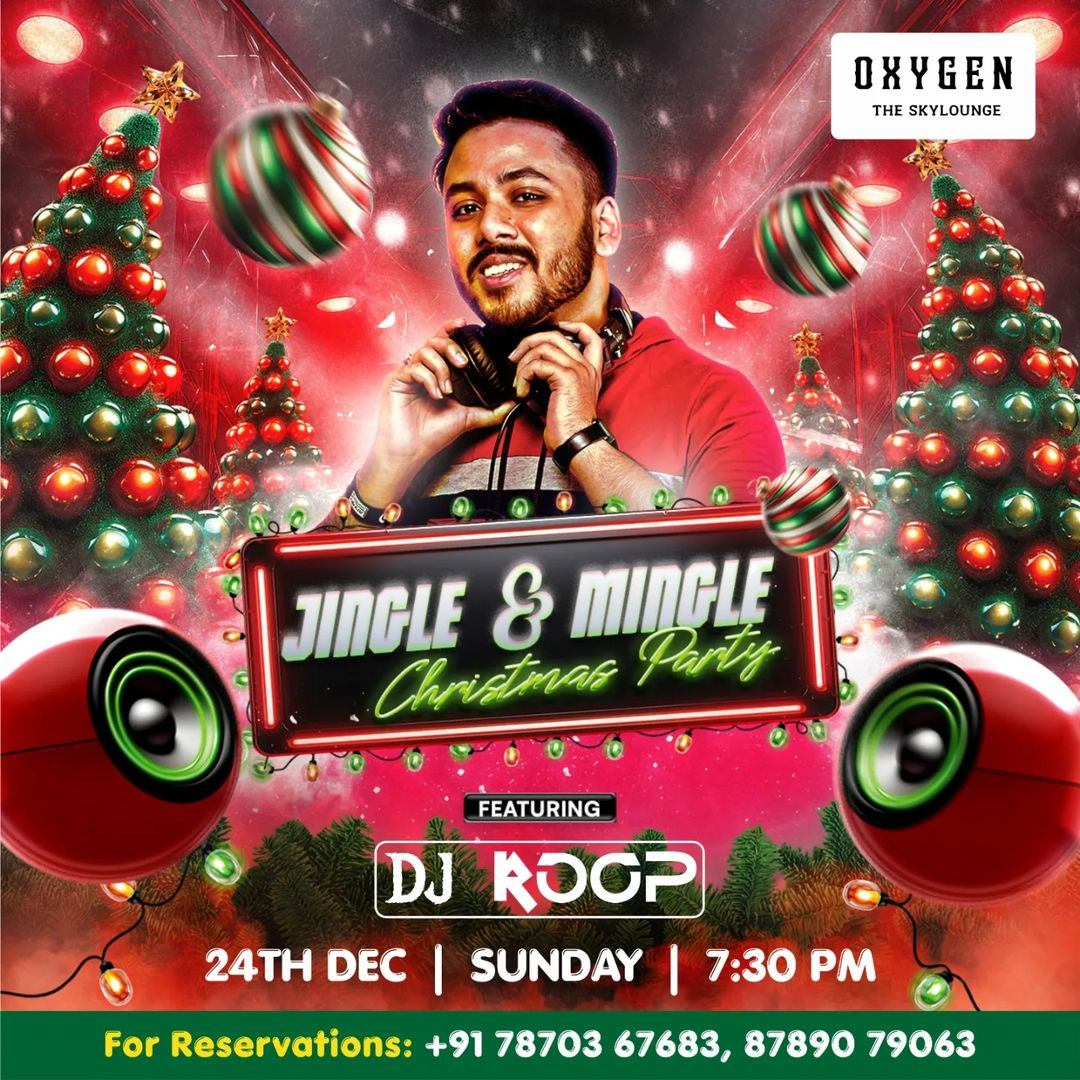 OXYGEN
THE SKYLOUNGE
JINGLE & MINGLE
Christmas Party
FEATURING
DJ ROOP
24TH DEC | SUNDAY | 7:30 PM
For Reservations: +91 78703 67683, 87890 79063